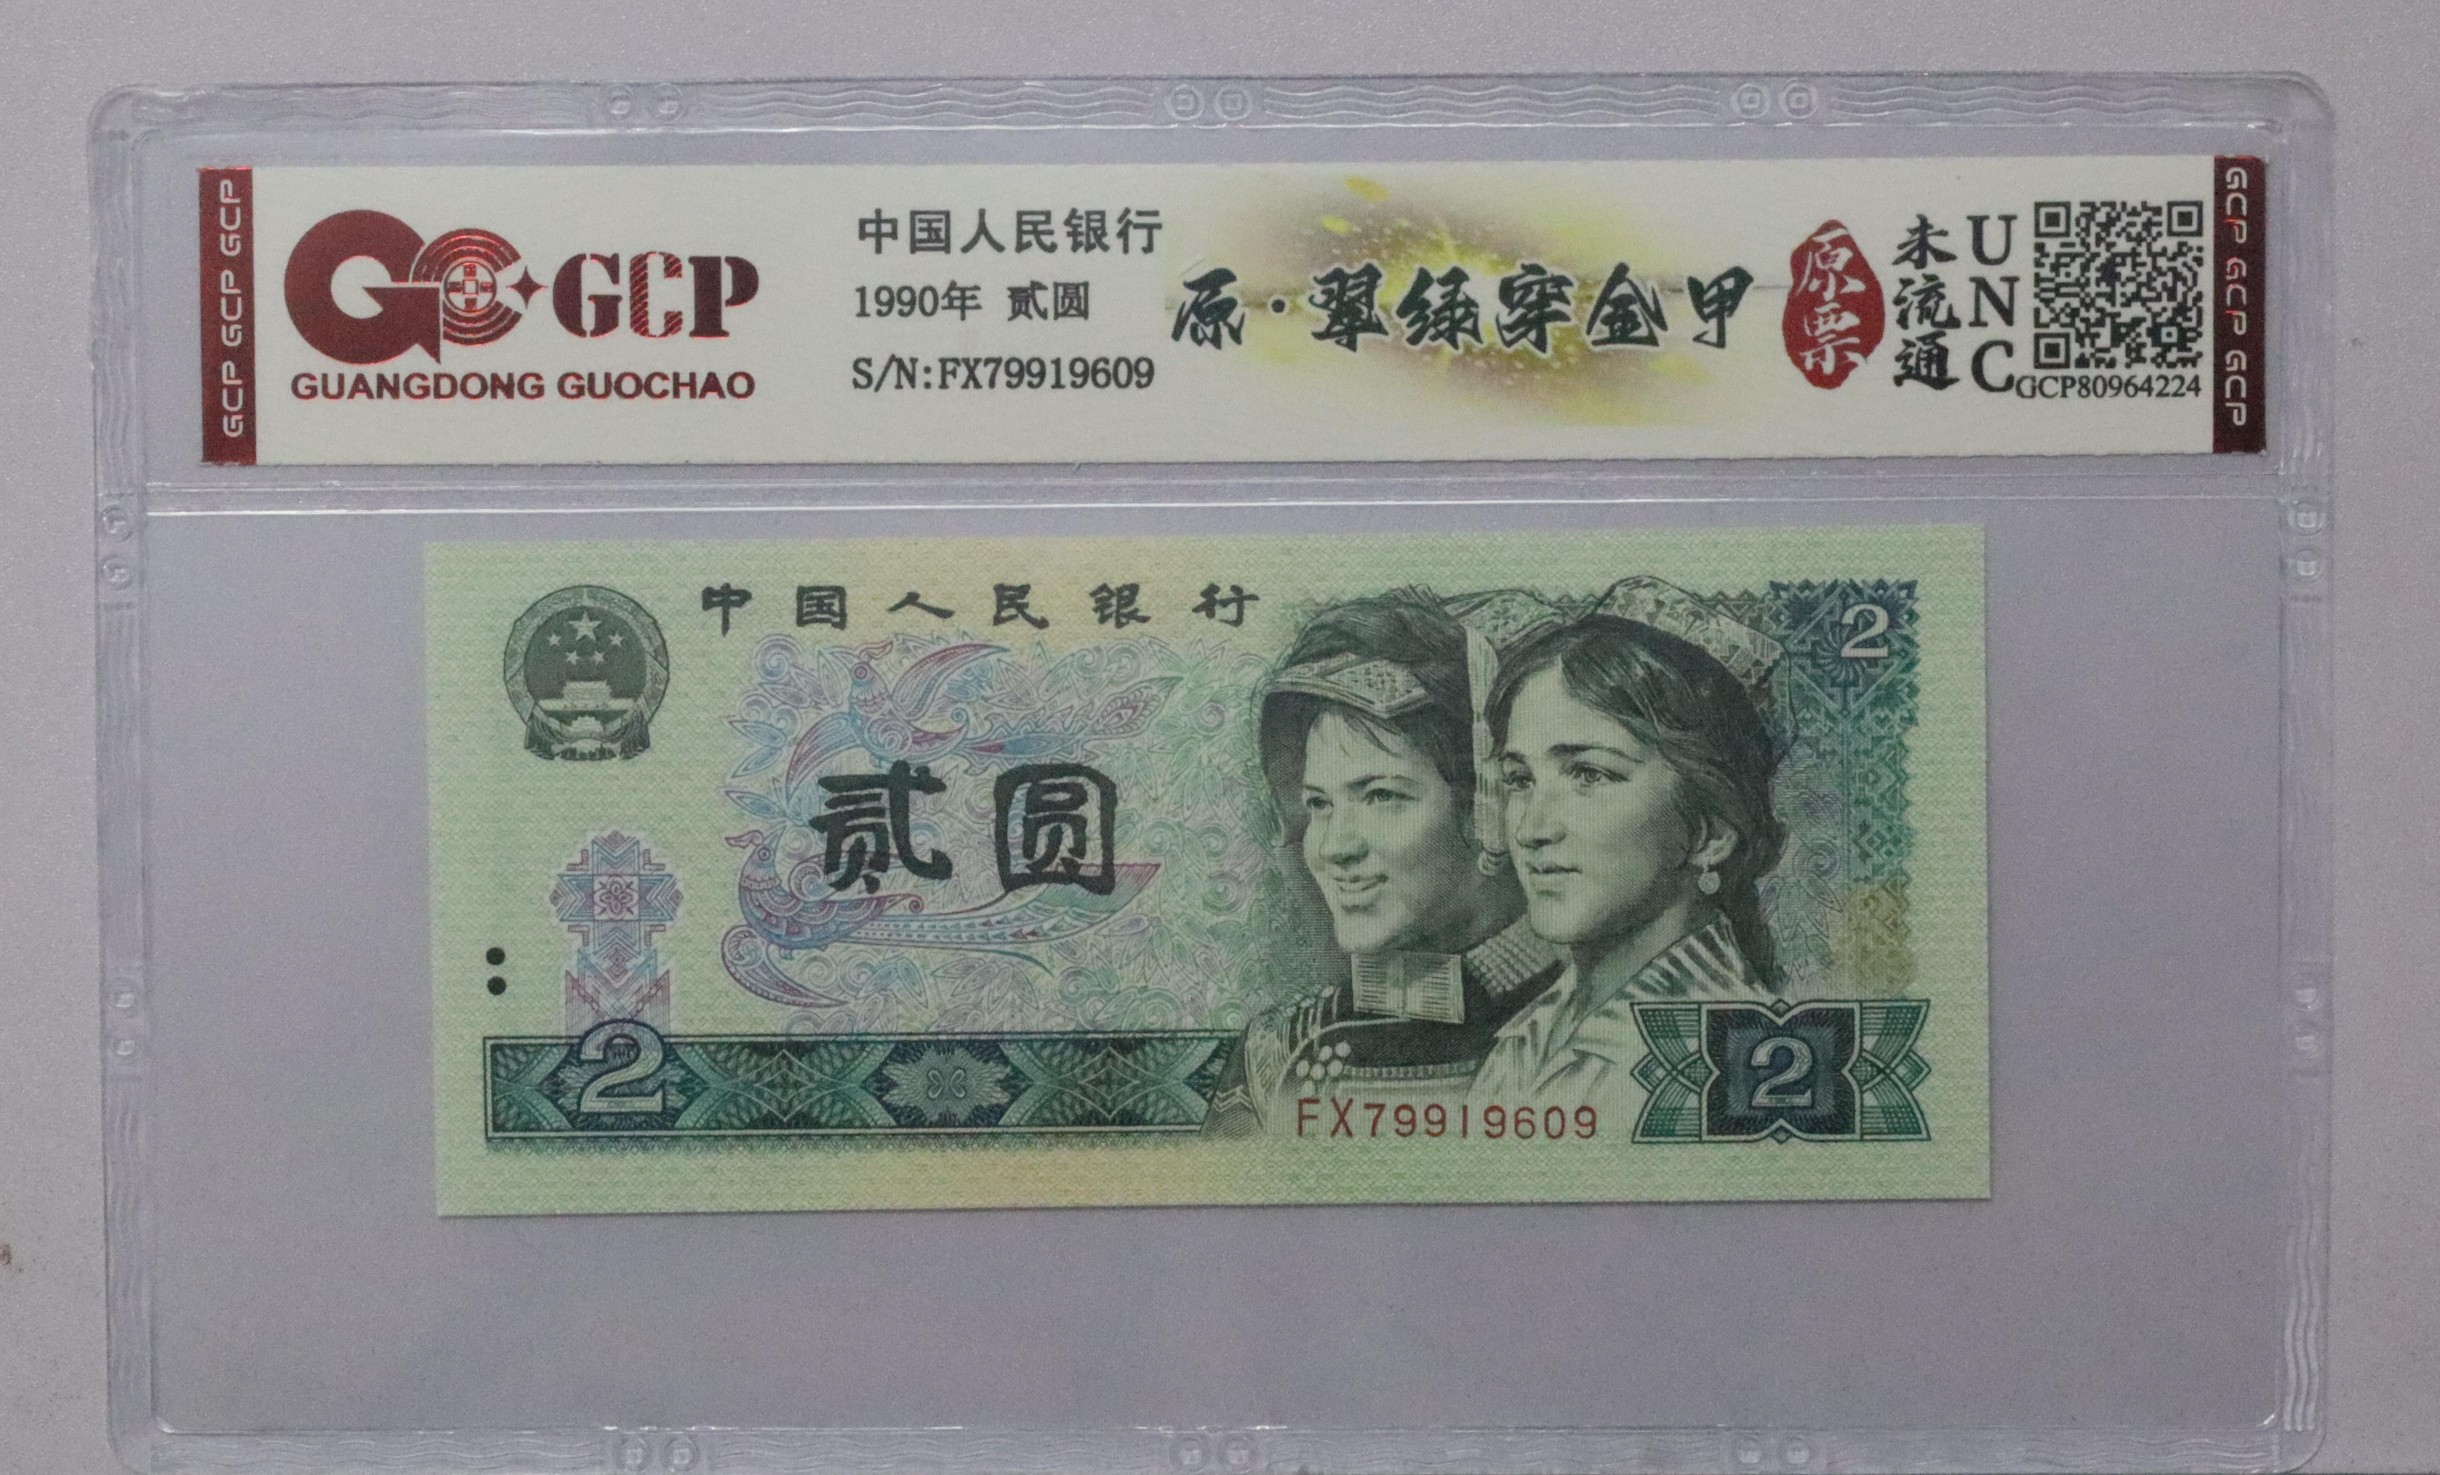 GCP GCP GCP
GCP
GUANGDONG GUOCHAO
中国人民银行
1990年 贰圆
S/N:FX79919609
原·翠绿穿金甲
原票
未流通
UNC
GCP80964224
GCP GCP GCP
中国人民银行
2
贰圆
2
FX79919609
2